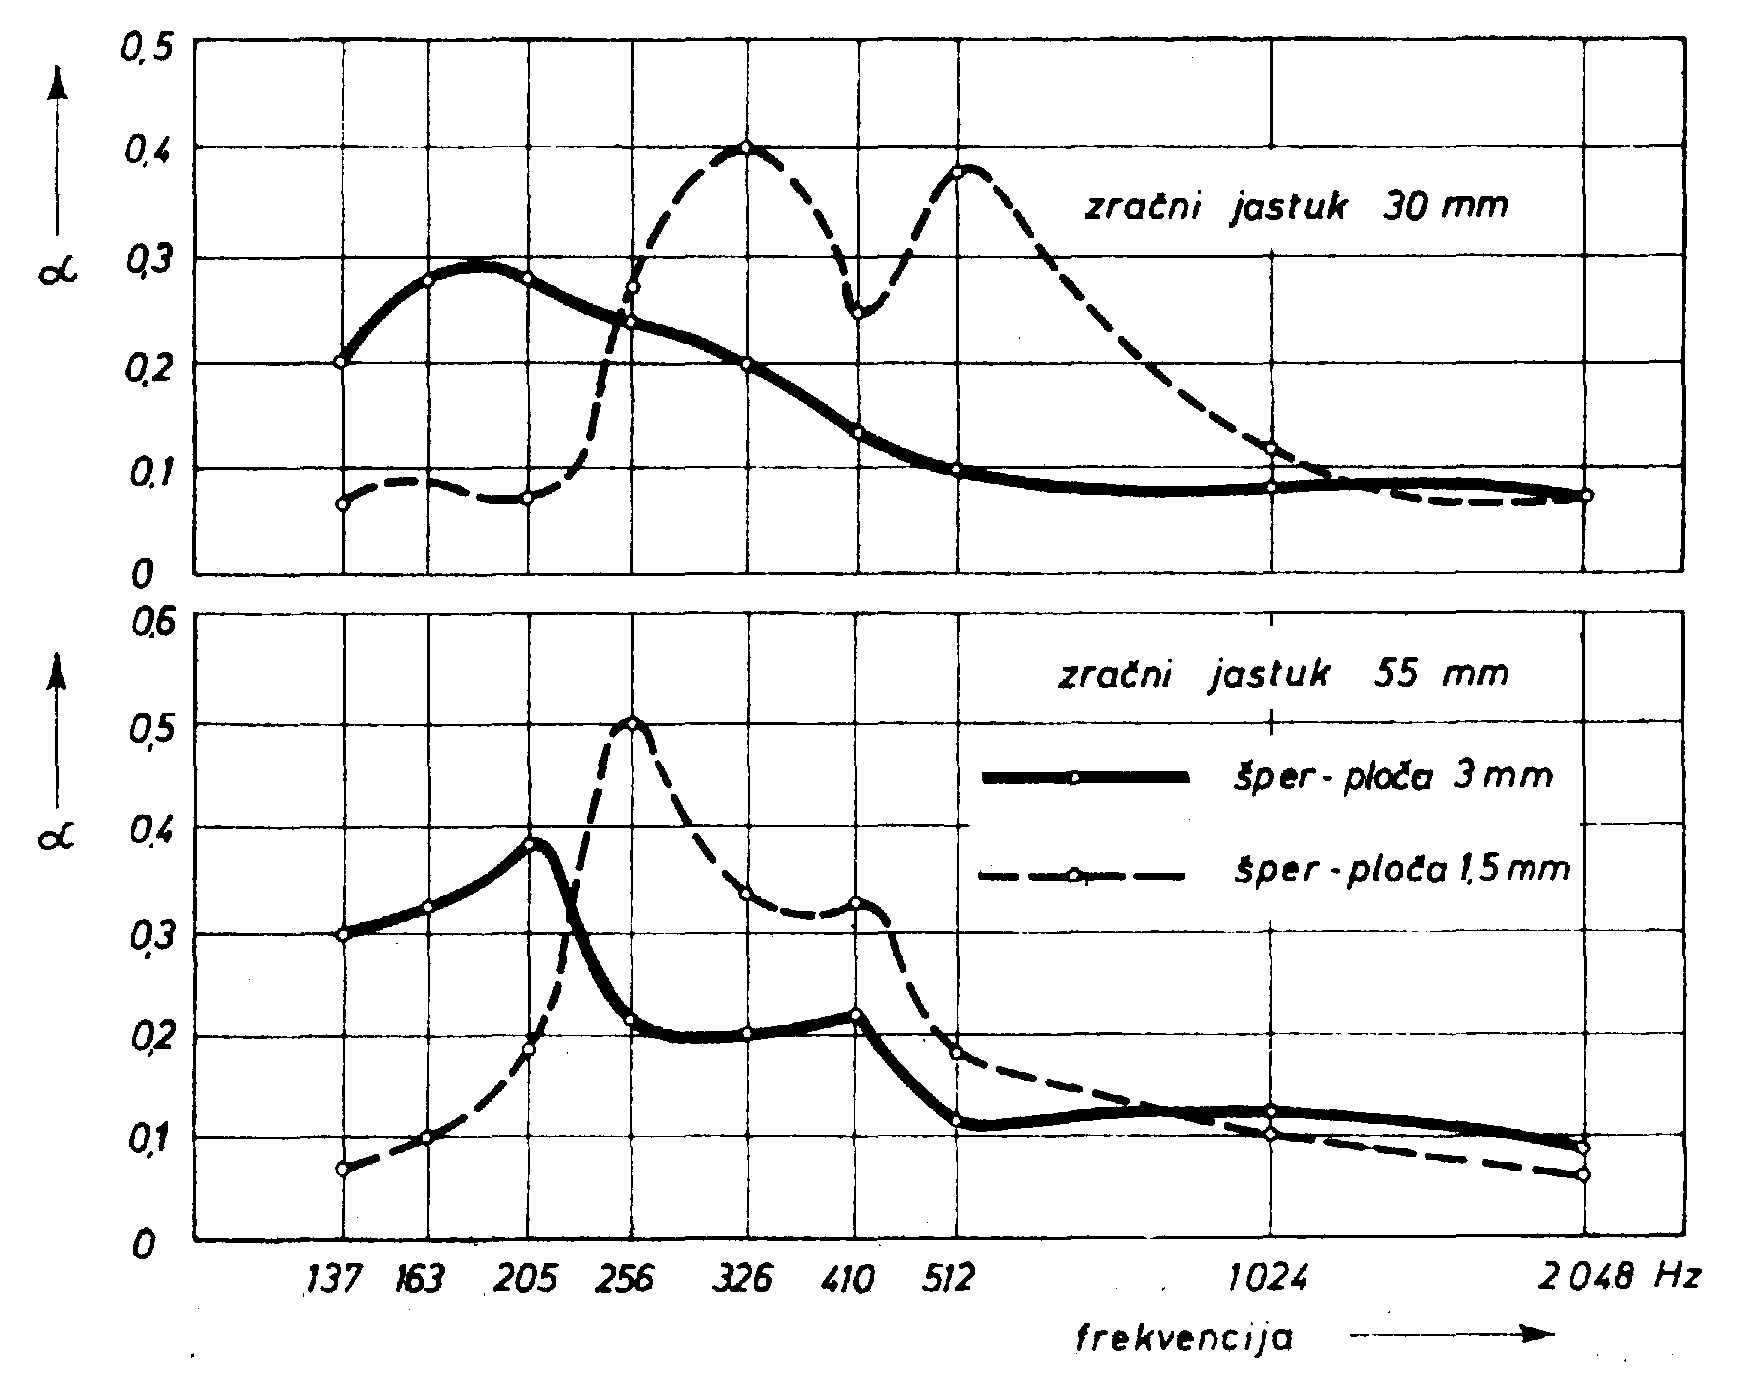 0,5
0,4
0,3
0,2
0,1
0
α
zračni jastuk 30 mm
0,6
0,5
0,4
0,3
0,2
0,1
0
α
zračni jastuk 55 mm
šper-ploča 3 mm
šper-ploča 1,5 mm
137 163 205 256 326 410 512 1024 2048 Hz
frekvencija